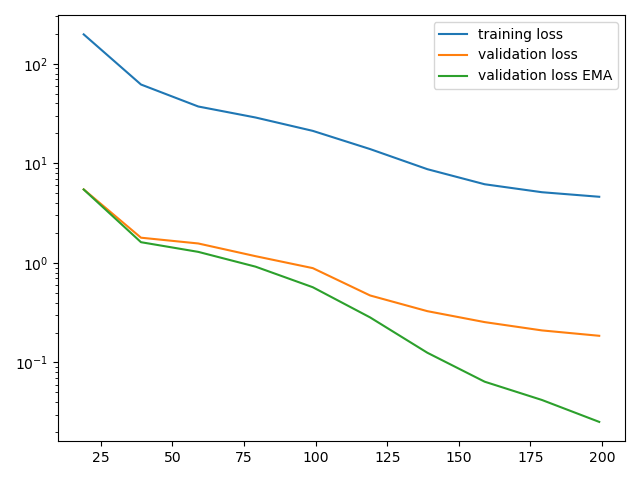 training loss
validation loss
validation loss EMA
10²
10¹
10⁰
10⁻¹
25 50 75 100 125 150 175 200